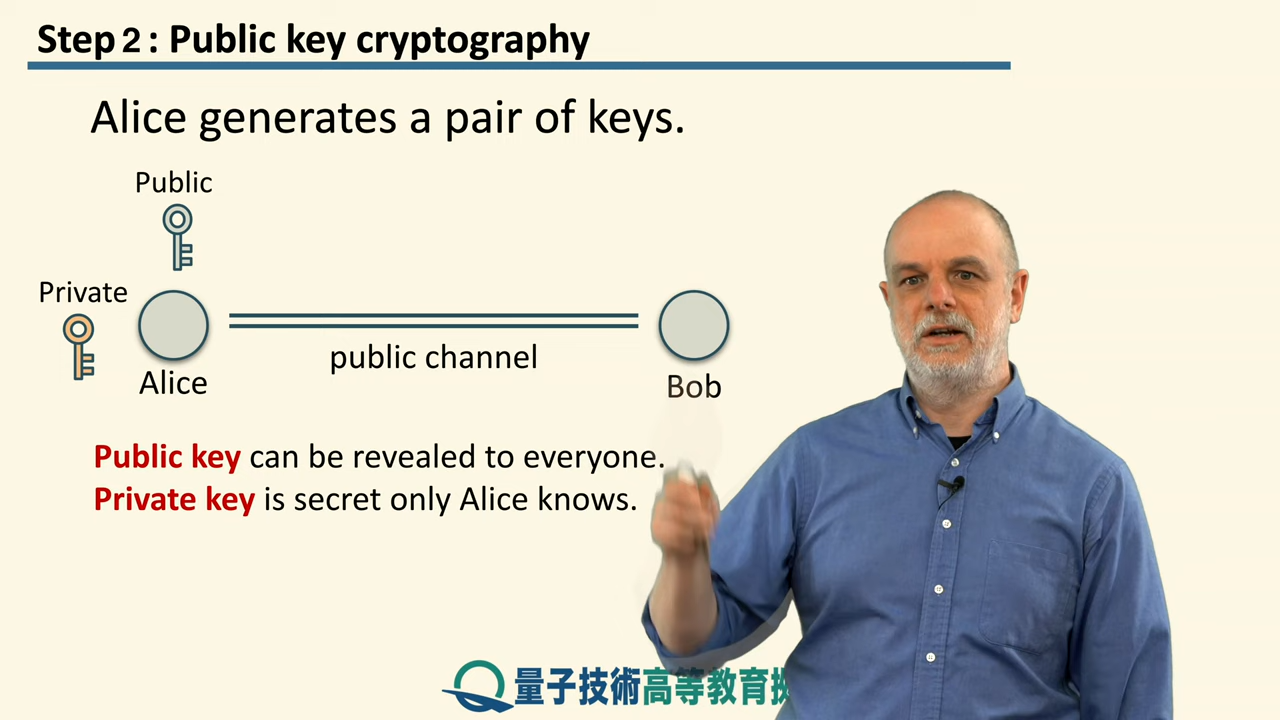 Step 2 : Public key cryptography
Alice generates a pair of keys.
Public
Private
public channel
Alice
Bob
Public key can be revealed to everyone.
Private key is secret only Alice knows.
量子技術高等教育拠